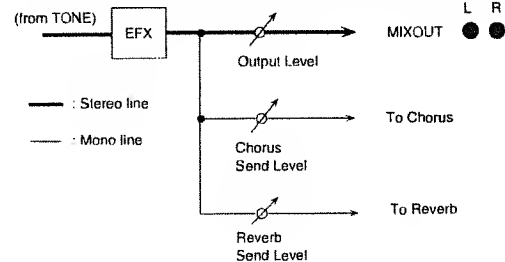 L R
(from TONE)
EFX
MIXOUT
Output Level
: Stereo line
: Mono line
To Chorus
Chorus
Send Level
To Reverb
Reverb
Send Level